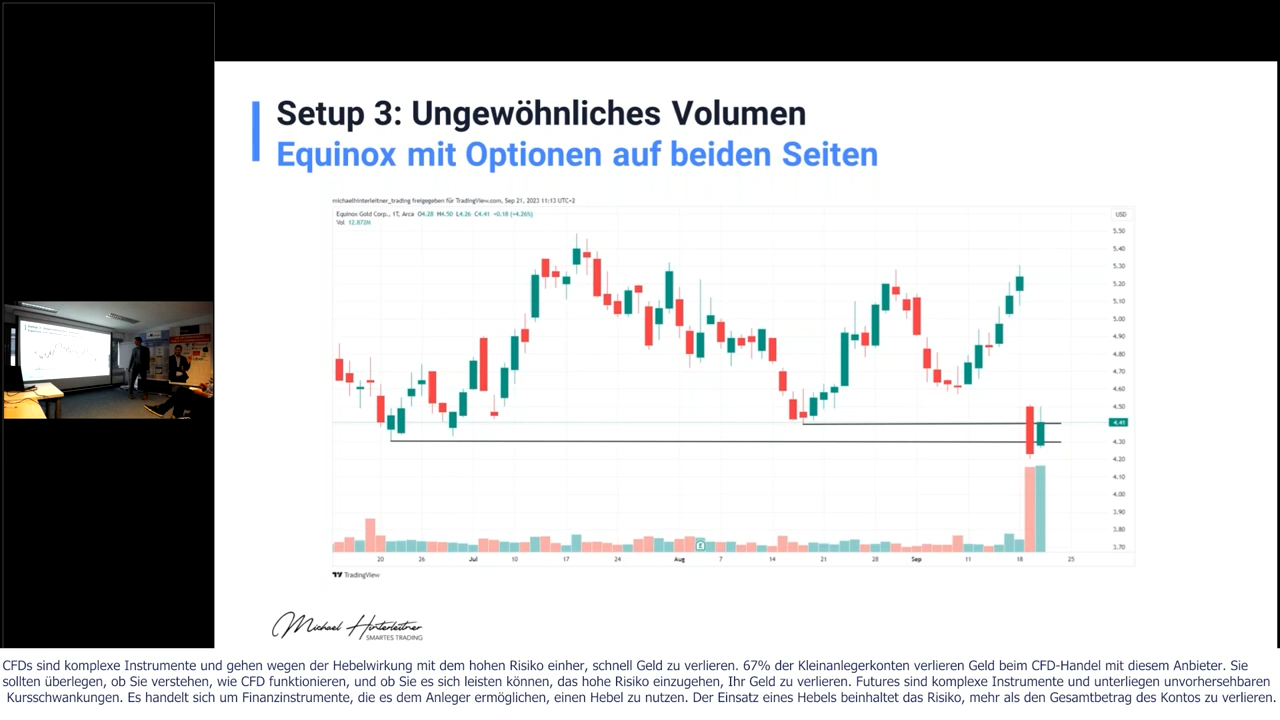 Setup 3: Ungewöhnliches Volumen
Equinox mit Optionen auf beiden Seiten
michaelhinterleitner_trading freigegeben für TradingView.com, Sep 21, 2023 11:13 UTC+2
Equinox Gold Corp., 1T, Arca O4.28 H4.50 L4.26 C4.41 +0.18 (+4.26%)
Vol 12.872M
USD
5.50
5.40
5.30
5.20
5.10
5.00
4.90
4.80
4.70
4.60
4.50
4.41
4.30
4.20
4.10
4.00
3.90
3.80
3.70
E
20 26 Jul 10 17 24 Aug 7 14 21 28 Sep 11 18 25
TradingView
Michael Hinterleitner
SMARTES TRADING
CFDs sind komplexe Instrumente und gehen wegen der Hebelwirkung mit dem hohen Risiko einher, schnell Geld zu verlieren. 67% der Kleinanlegerkonten verlieren Geld beim CFD-Handel mit diesem Anbieter. Sie
sollten überlegen, ob Sie verstehen, wie CFD funktionieren, und ob Sie es sich leisten können, das hohe Risiko einzugehen, Ihr Geld zu verlieren. Futures sind komplexe Instrumente und unterliegen unvorhersehbaren
Kursschwankungen. Es handelt sich um Finanzinstrumente, die es dem Anleger ermöglichen, einen Hebel zu nutzen. Der Einsatz eines Hebels beinhaltet das Risiko, mehr als den Gesamtbetrag des Kontos zu verlieren.